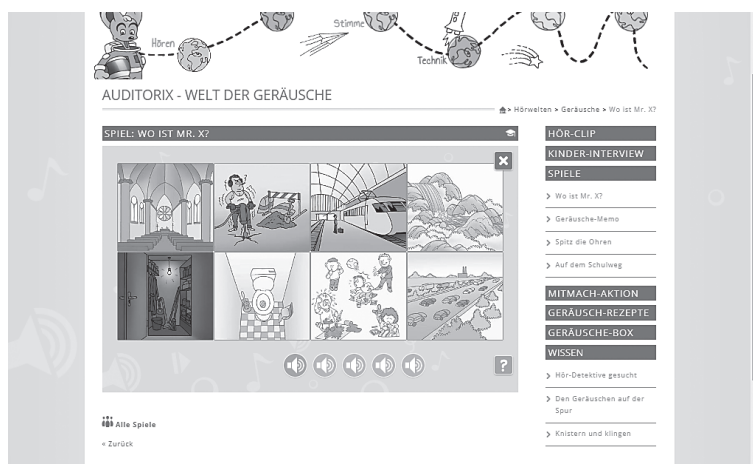 Hören
Stimme
Technik
AUDITORIX - WELT DER GERÄUSCHE
> Hörwelten > Geräusche > Wo ist Mr. X?
SPIEL: WO IST MR. X?
HÖR-CLIP
KINDER-INTERVIEW
SPIELE
> Wo ist Mr. X?
> Geräusche-Memo
> Spitz die Ohren
> Auf dem Schulweg
MITMACH-AKTION
GERÄUSCH-REZEPTE
GERÄUSCHE-BOX
WISSEN
> Hör-Detektive gesucht
> Den Geräuschen auf der
Spur
> Knistern und klingen
?
Alle Spiele
« Zurück